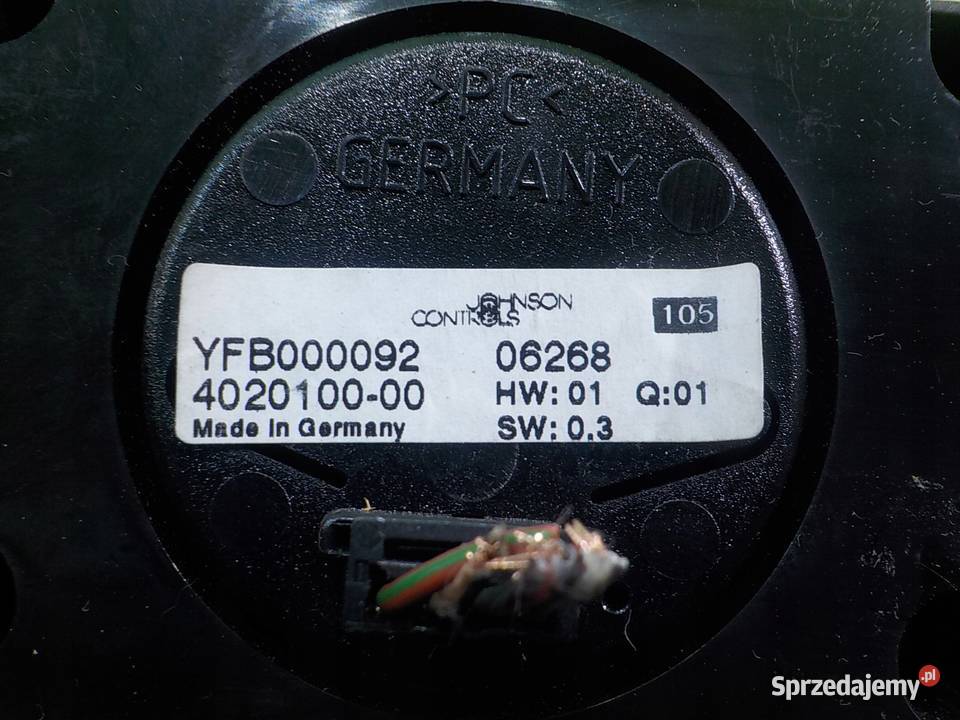 >PC<
GERMANY
JOHNSON
CONTROLS
105
YFB000092 06268
4020100-00 HW: 01 Q:01
Made in Germany SW: 0.3
Sprzedajemy.pl